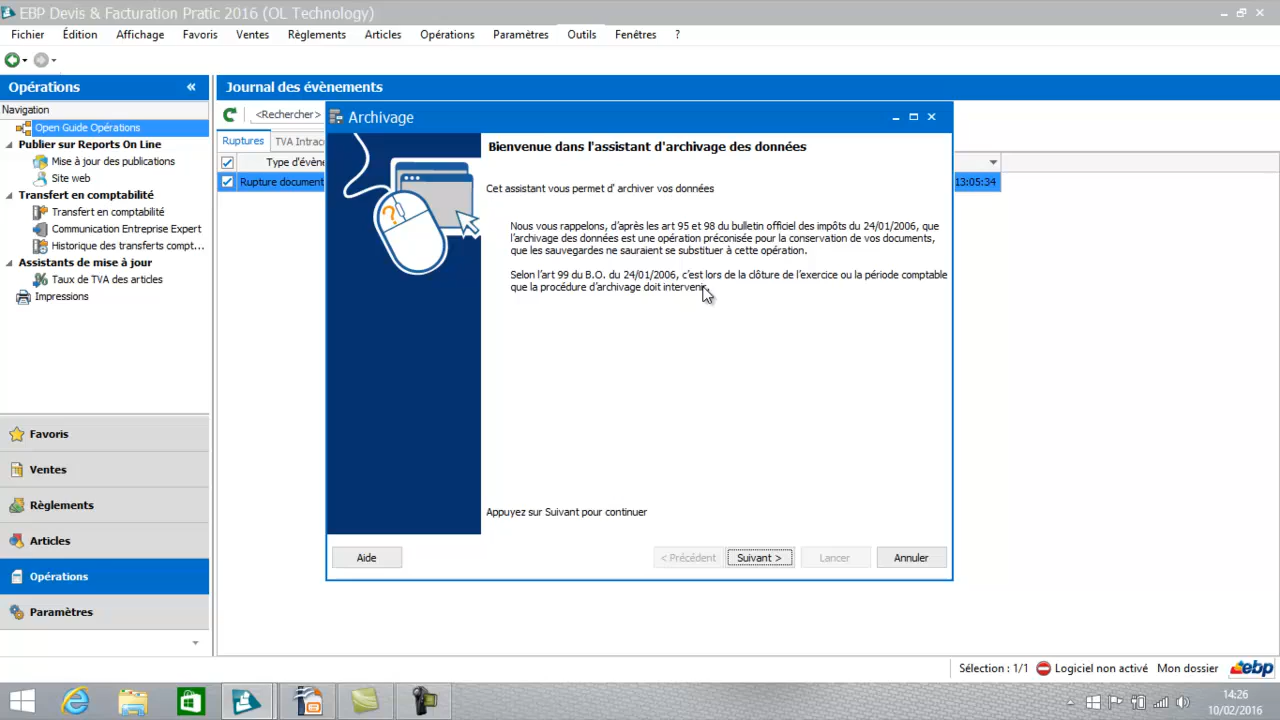 EBP Devis & Facturation Pratic 2016 (OL Technology)
Fichier Édition Affichage Favoris Ventes Règlements Articles Opérations Paramètres Outils Fenêtres ?
Opérations «
Navigation
Open Guide Opérations
Publier sur Reports On Line
Mise à jour des publications
Site web
Transfert en comptabilité
Transfert en comptabilité
Communication Entreprise Expert
Historique des transferts compt...
Assistants de mise à jour
Taux de TVA des articles
Impressions
Favoris
Ventes
Règlements
Articles
Opérations
Paramètres
Journal des évènements
<Rechercher>
Ruptures TVA Intrac
Type d'évène
Rupture document
13:05:34
Archivage
Bienvenue dans l'assistant d'archivage des données
Cet assistant vous permet d' archiver vos données
Nous vous rappelons, d'après les art 95 et 98 du bulletin officiel des impôts du 24/01/2006, que
l'archivage des données est une opération préconisée pour la conservation de vos documents,
que les sauvegardes ne sauraient se substituer à cette opération.
Selon l'art 99 du B.O. du 24/01/2006, c'est lors de la clôture de l'exercice ou la période comptable
que la procédure d'archivage doit intervenir.
Appuyez sur Suivant pour continuer
Aide < Précédent Suivant > Lancer Annuler
Sélection : 1/1 Logiciel non activé Mon dossier ebp
14:26
10/02/2016